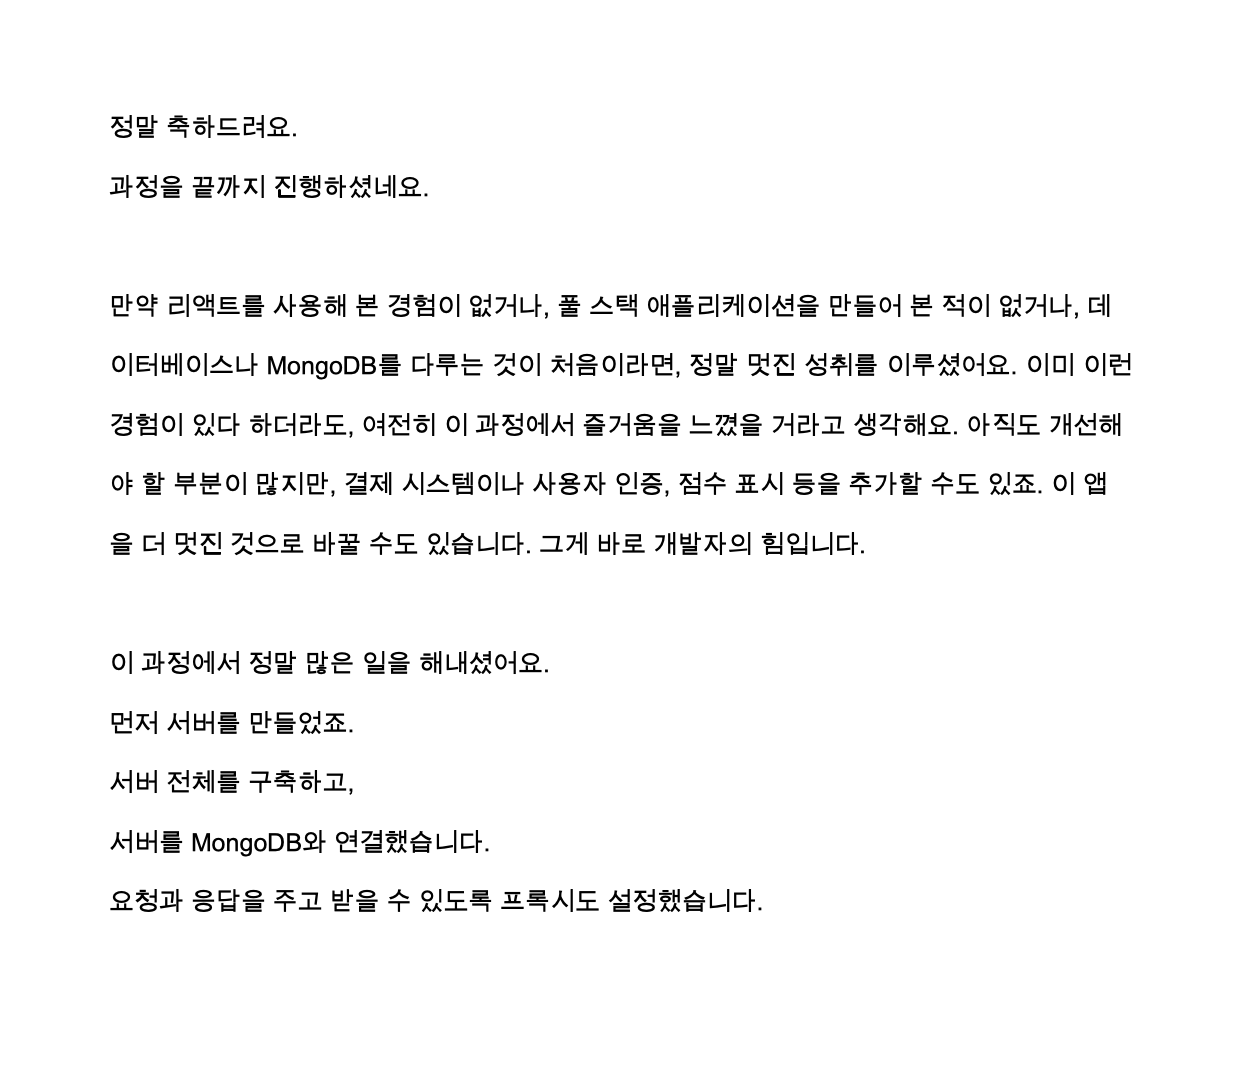 정말 축하드려요.
과정을 끝까지 진행하셨네요.
만약 리액트를 사용해 본 경험이 없거나, 풀 스택 애플리케이션을 만들어 본 적이 없거나, 데
이터베이스나 MongoDB를 다루는 것이 처음이라면, 정말 멋진 성취를 이루셨어요. 이미 이런
경험이 있다 하더라도, 여전히 이 과정에서 즐거움을 느꼈을 거라고 생각해요. 아직도 개선해
야 할 부분이 많지만, 결제 시스템이나 사용자 인증, 점수 표시 등을 추가할 수도 있죠. 이 앱
을 더 멋진 것으로 바꿀 수도 있습니다. 그게 바로 개발자의 힘입니다.
이 과정에서 정말 많은 일을 해내셨어요.
먼저 서버를 만들었죠.
서버 전체를 구축하고,
서버를 MongoDB와 연결했습니다.
요청과 응답을 주고 받을 수 있도록 프록시도 설정했습니다.